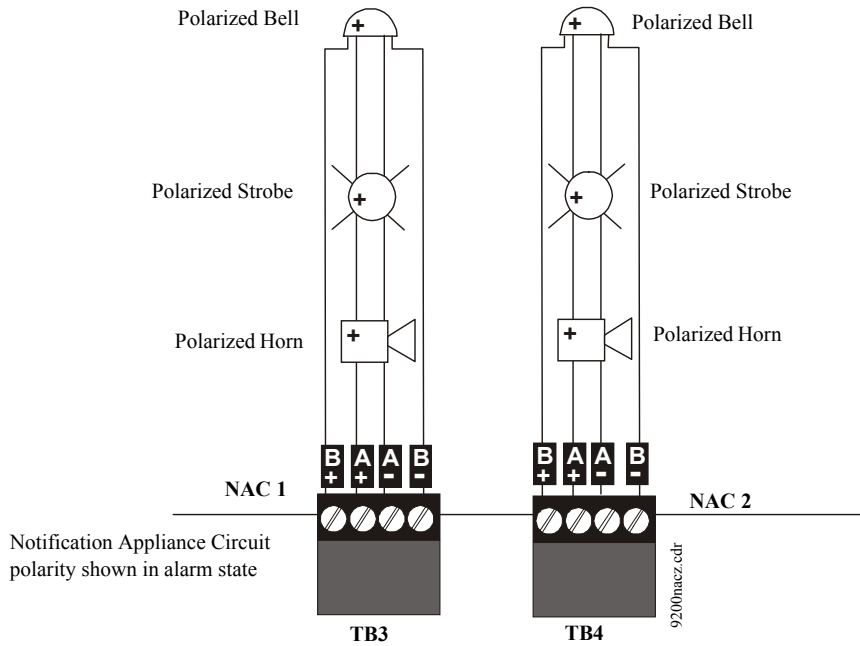 Polarized Bell
Polarized Bell
+
+
Polarized Strobe
Polarized Strobe
+
+
Polarized Horn
Polarized Horn
+
+
B A A B
+ + - -
B A A B
+ + - -
NAC 1
NAC 2
Notification Appliance Circuit
polarity shown in alarm state
9200nacz.cdr
TB3
TB4